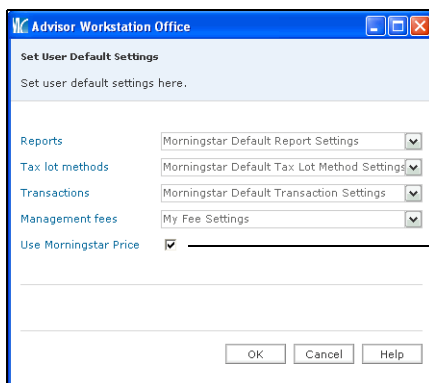 Advisor Workstation Office
Set User Default Settings
Set user default settings here.
Reports Morningstar Default Report Settings
Tax lot methods Morningstar Default Tax Lot Method Settings
Transactions Morningstar Default Transaction Settings
Management fees My Fee Settings
Use Morningstar Price
OK Cancel Help